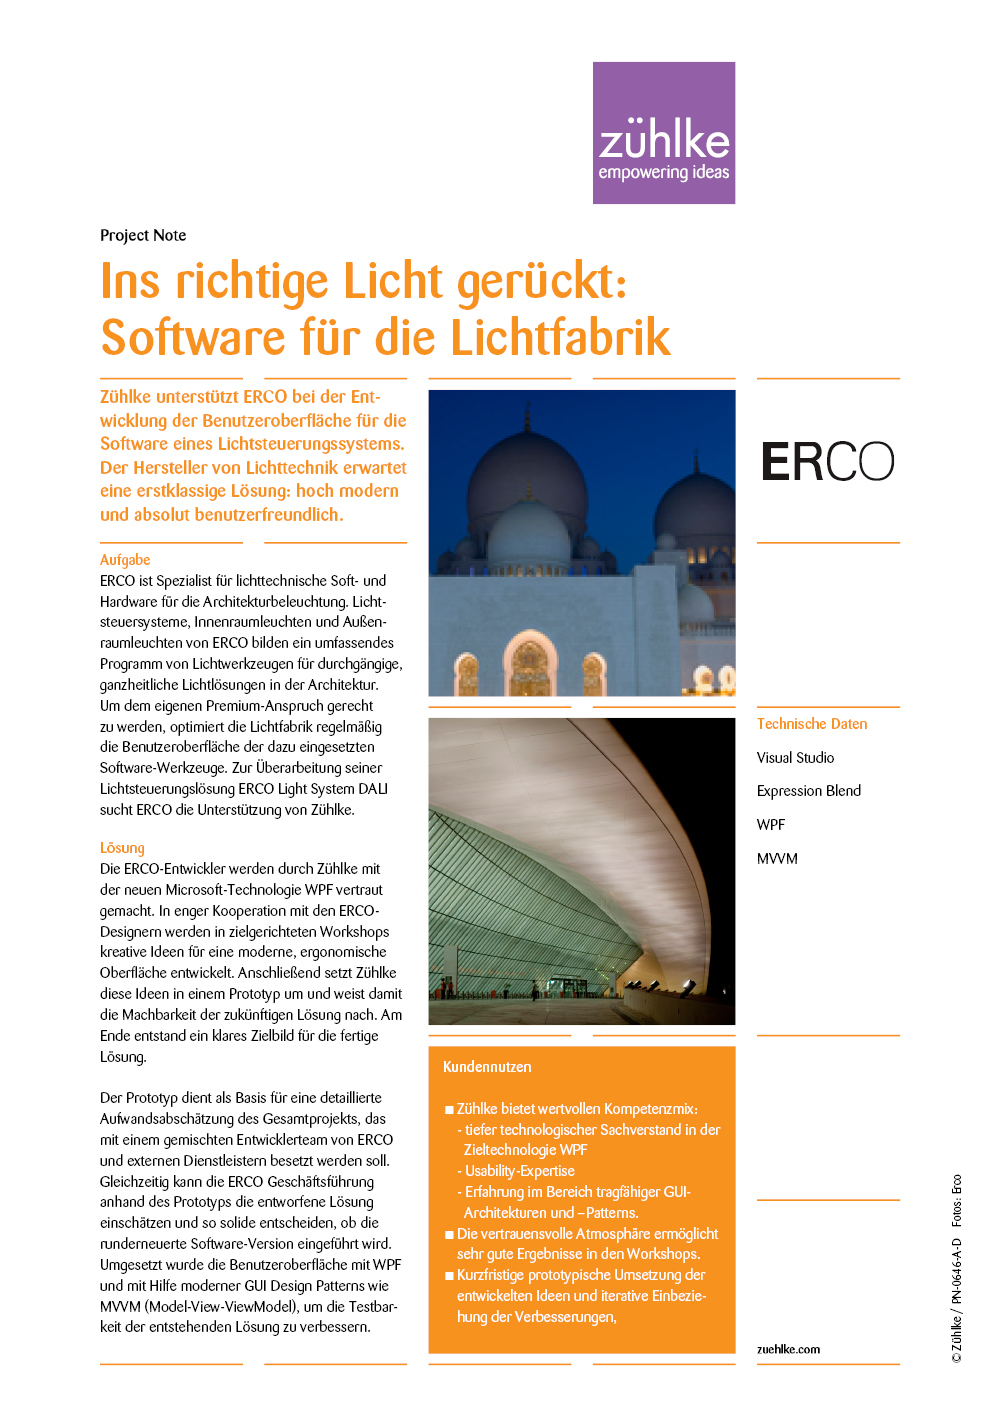 zühlke
empowering ideas
Project Note
Ins richtige Licht gerückt:
Software für die Lichtfabrik
Zühlke unterstützt ERCO bei der Ent-
wicklung der Benutzeroberfläche für die
Software eines Lichtsteuerungssystems.
Der Hersteller von Lichttechnik erwartet
eine erstklassige Lösung: hoch modern
und absolut benutzerfreundlich.
Aufgabe
ERCO ist Spezialist für lichttechnische Soft- und
Hardware für die Architekturbeleuchtung. Licht-
steuersysteme, Innenraumleuchten und Außen-
raumleuchten von ERCO bilden ein umfassendes
Programm von Lichtwerkzeugen für durchgängige,
ganzheitliche Lichtlösungen in der Architektur.
Um dem eigenen Premium-Anspruch gerecht
zu werden, optimiert die Lichtfabrik regelmäßig
die Benutzeroberfläche der dazu eingesetzten
Software-Werkzeuge. Zur Überarbeitung seiner
Lichtsteuerungslösung ERCO Light System DALI
sucht ERCO die Unterstützung von Zühlke.
Lösung
Die ERCO-Entwickler werden durch Zühlke mit
der neuen Microsoft-Technologie WPF vertraut
gemacht. In enger Kooperation mit den ERCO-
Designern werden in zielgerichteten Workshops
kreative Ideen für eine moderne, ergonomische
Oberfläche entwickelt. Anschließend setzt Zühlke
diese Ideen in einem Prototyp um und weist damit
die Machbarkeit der zukünftigen Lösung nach. Am
Ende entstand ein klares Zielbild für die fertige
Lösung.
Der Prototyp dient als Basis für eine detaillierte
Aufwandsabschätzung des Gesamtprojekts, das
mit einem gemischten Entwicklerteam von ERCO
und externen Dienstleistern besetzt werden soll.
Gleichzeitig kann die ERCO Geschäftsführung
anhand des Prototyps die entworfene Lösung
einschätzen und so solide entscheiden, ob die
runderneuerte Software-Version eingeführt wird.
Umgesetzt wurde die Benutzeroberfläche mit WPF
und mit Hilfe moderner GUI Design Patterns wie
MVVM (Model-View-ViewModel), um die Testbar-
keit der entstehenden Lösung zu verbessern.
Kundennutzen
■ Zühlke bietet wertvollen Kompetenzmix:
- tiefer technologischer Sachverstand in der
Zieltechnologie WPF
- Usability-Expertise
- Erfahrung im Bereich tragfähiger GUI-
Architekturen und –Patterns.
■ Die vertrauensvolle Atmosphäre ermöglicht
sehr gute Ergebnisse in den Workshops.
■ Kurzfristige prototypische Umsetzung der
entwickelten Ideen und iterative Einbezie-
hung der Verbesserungen,
ERCO
Technische Daten
Visual Studio
Expression Blend
WPF
MVVM
zuehlke.com
© Zühlke / PN-0646-A-D Fotos: Erco